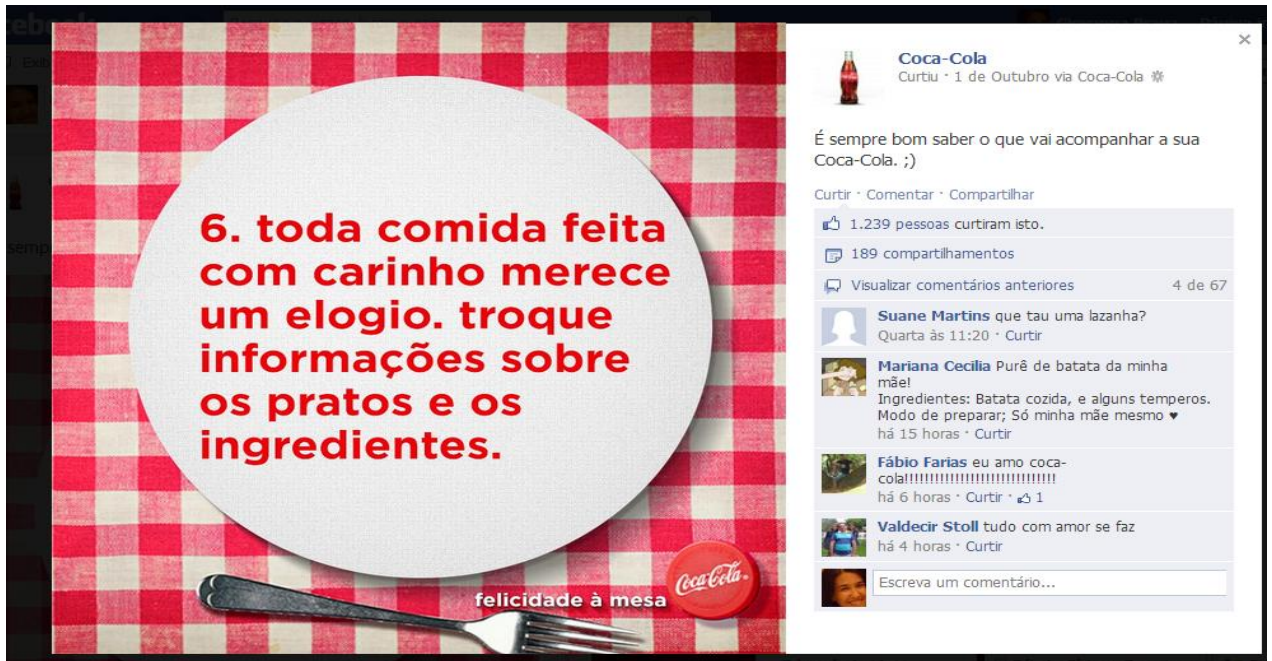 cebook
Exib
semp
6. toda comida feita
com carinho merece
um elogio. troque
informações sobre
os pratos e os
ingredientes.
felicidade à mesa
Coca-Cola
Coca-Cola
Curtiu · 1 de Outubro via Coca-Cola
É sempre bom saber o que vai acompanhar a sua
Coca-Cola. ;)
Curtir · Comentar · Compartilhar
1.239 pessoas curtiram isto.
189 compartilhamentos
Visualizar comentários anteriores 4 de 67
Suane Martins que tau uma lazanha?
Quarta às 11:20 · Curtir
Mariana Cecilia Purê de batata da minha
mãe!
Ingredientes: Batata cozida, e alguns temperos.
Modo de preparar; Só minha mãe mesmo ♥
há 15 horas · Curtir
Fábio Farias eu amo coca-
cola!!!!!!!!!!!!!!!!!!!!!!!!!!!!!!
há 6 horas · Curtir · 1
Valdecir Stoll tudo com amor se faz
há 4 horas · Curtir
Escreva um comentário...